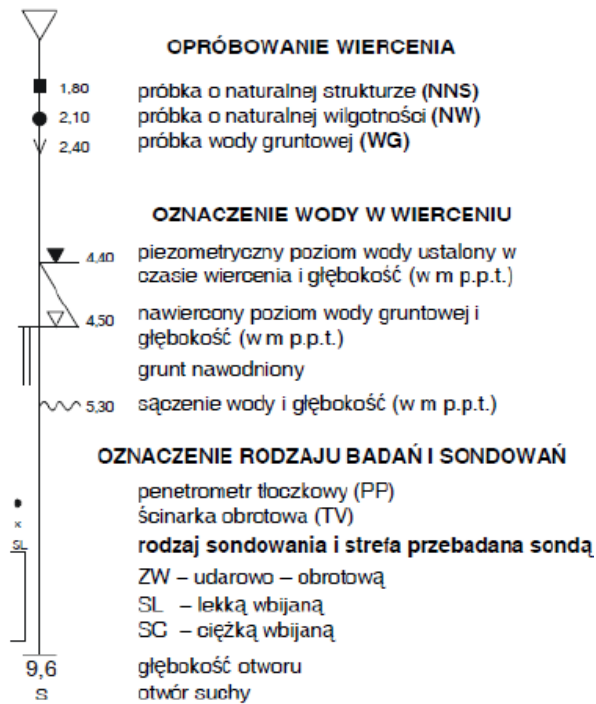 OPRÓBOWANIE WIERCENIA
1,80 próbka o naturalnej strukturze (NNS)
2,10 próbka o naturalnej wilgotności (NW)
2,40 próbka wody gruntowej (WG)
OZNACZENIE WODY W WIERCENIU
4,40 piezometryczny poziom wody ustalony w
czasie wiercenia i głębokość (w m p.p.t.)
4,50 nawiercony poziom wody gruntowej i
głębokość (w m p.p.t.)
grunt nawodniony
5,30 sączenie wody i głębokość (w m p.p.t.)
OZNACZENIE RODZAJU BADAŃ I SONDOWAŃ
penetrometr tłoczkowy (PP)
x ścinarka obrotowa (TV)
SL rodzaj sondowania i strefa przebadana sondą
ZW – udarowo – obrotową
SL – lekką wbijaną
SC – ciężką wbijaną
9,6 głębokość otworu
S otwór suchy